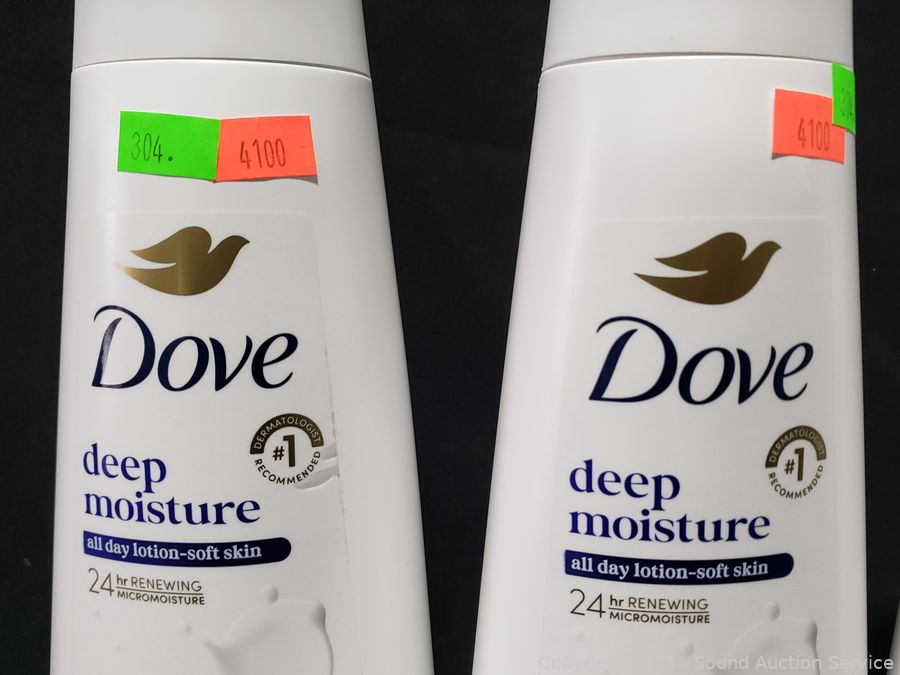 304.
4100
Dove
DERMATOLOGIST
#1
RECOMMENDED
deep
moisture
all day lotion-soft skin
24 hr RENEWING
MICROMOISTURE
4100
Dove
DERMATOLOGIST
#1
RECOMMENDED
deep
moisture
all day lotion-soft skin
24 hr RENEWING
MICROMOISTURE
Sound Auction Service